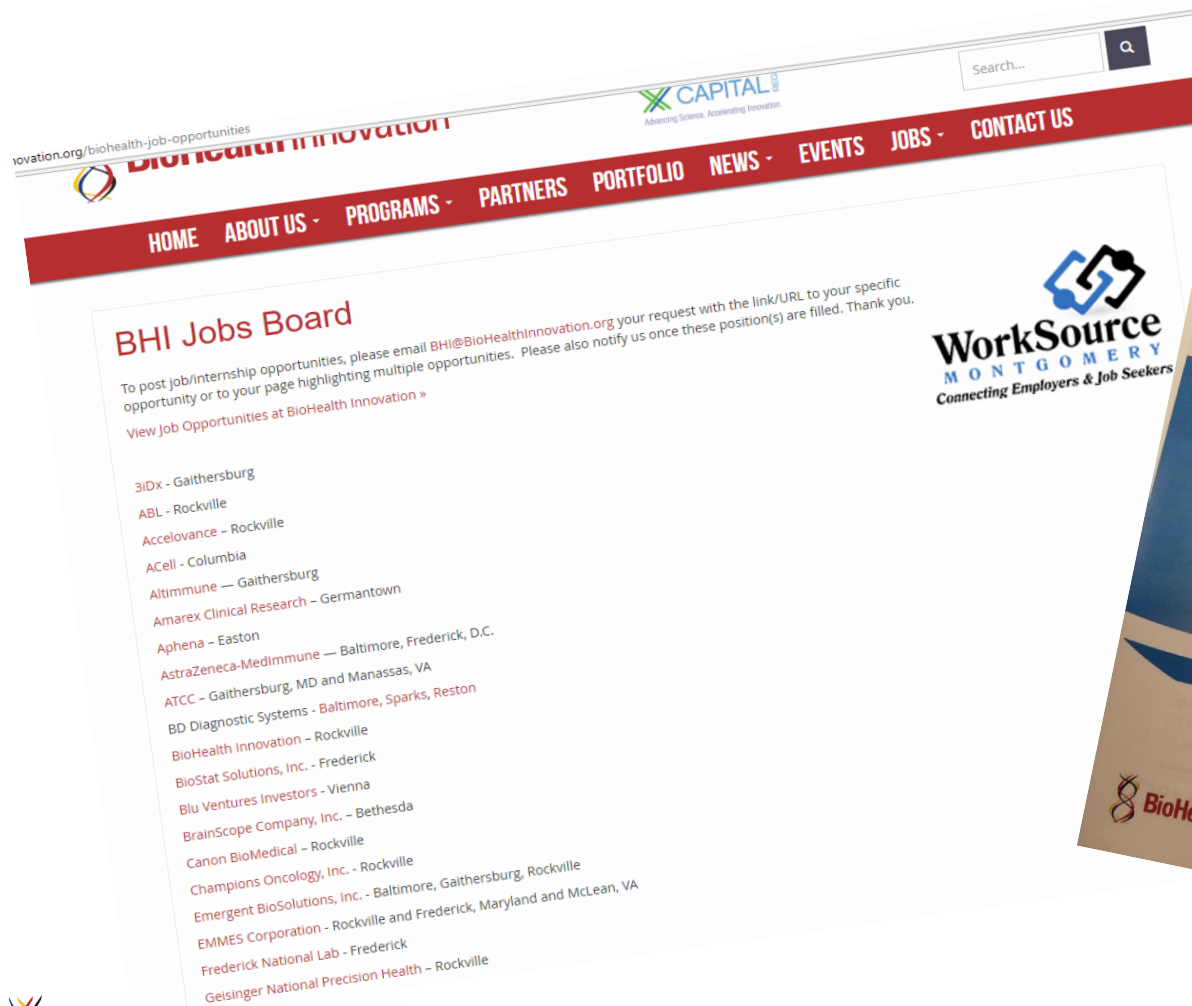 ovation.org/biohealth-job-opportunities
BioHealth Innovation
CAPITAL
Advancing Science. Accelerating Innovation.
Search...
HOME ABOUT US PROGRAMS PARTNERS PORTFOLIO NEWS EVENTS JOBS CONTACT US
BHI Jobs Board
To post job/internship opportunities, please email BHI@BioHealthInnovation.org your request with the link/URL to your specific
opportunity or to your page highlighting multiple opportunities. Please also notify us once these position(s) are filled. Thank you.
View Job Opportunities at BioHealth Innovation »
WorkSource
MONTGOMERY
Connecting Employers & Job Seekers
3iDx - Gaithersburg
ABL - Rockville
Accelovance – Rockville
ACell - Columbia
Altimmune — Gaithersburg
Amarex Clinical Research – Germantown
Aphena – Easton
AstraZeneca-MedImmune — Baltimore, Frederick, D.C.
ATCC – Gaithersburg, MD and Manassas, VA
BD Diagnostic Systems - Baltimore, Sparks, Reston
BioHealth Innovation – Rockville
BioStat Solutions, Inc. - Frederick
Blu Ventures Investors - Vienna
BrainScope Company, Inc. – Bethesda
Canon BioMedical – Rockville
Champions Oncology, Inc. - Rockville
Emergent BioSolutions, Inc. - Baltimore, Gaithersburg, Rockville
EMMES Corporation - Rockville and Frederick, Maryland and McLean, VA
Frederick National Lab - Frederick
Geisinger National Precision Health – Rockville
BioHe